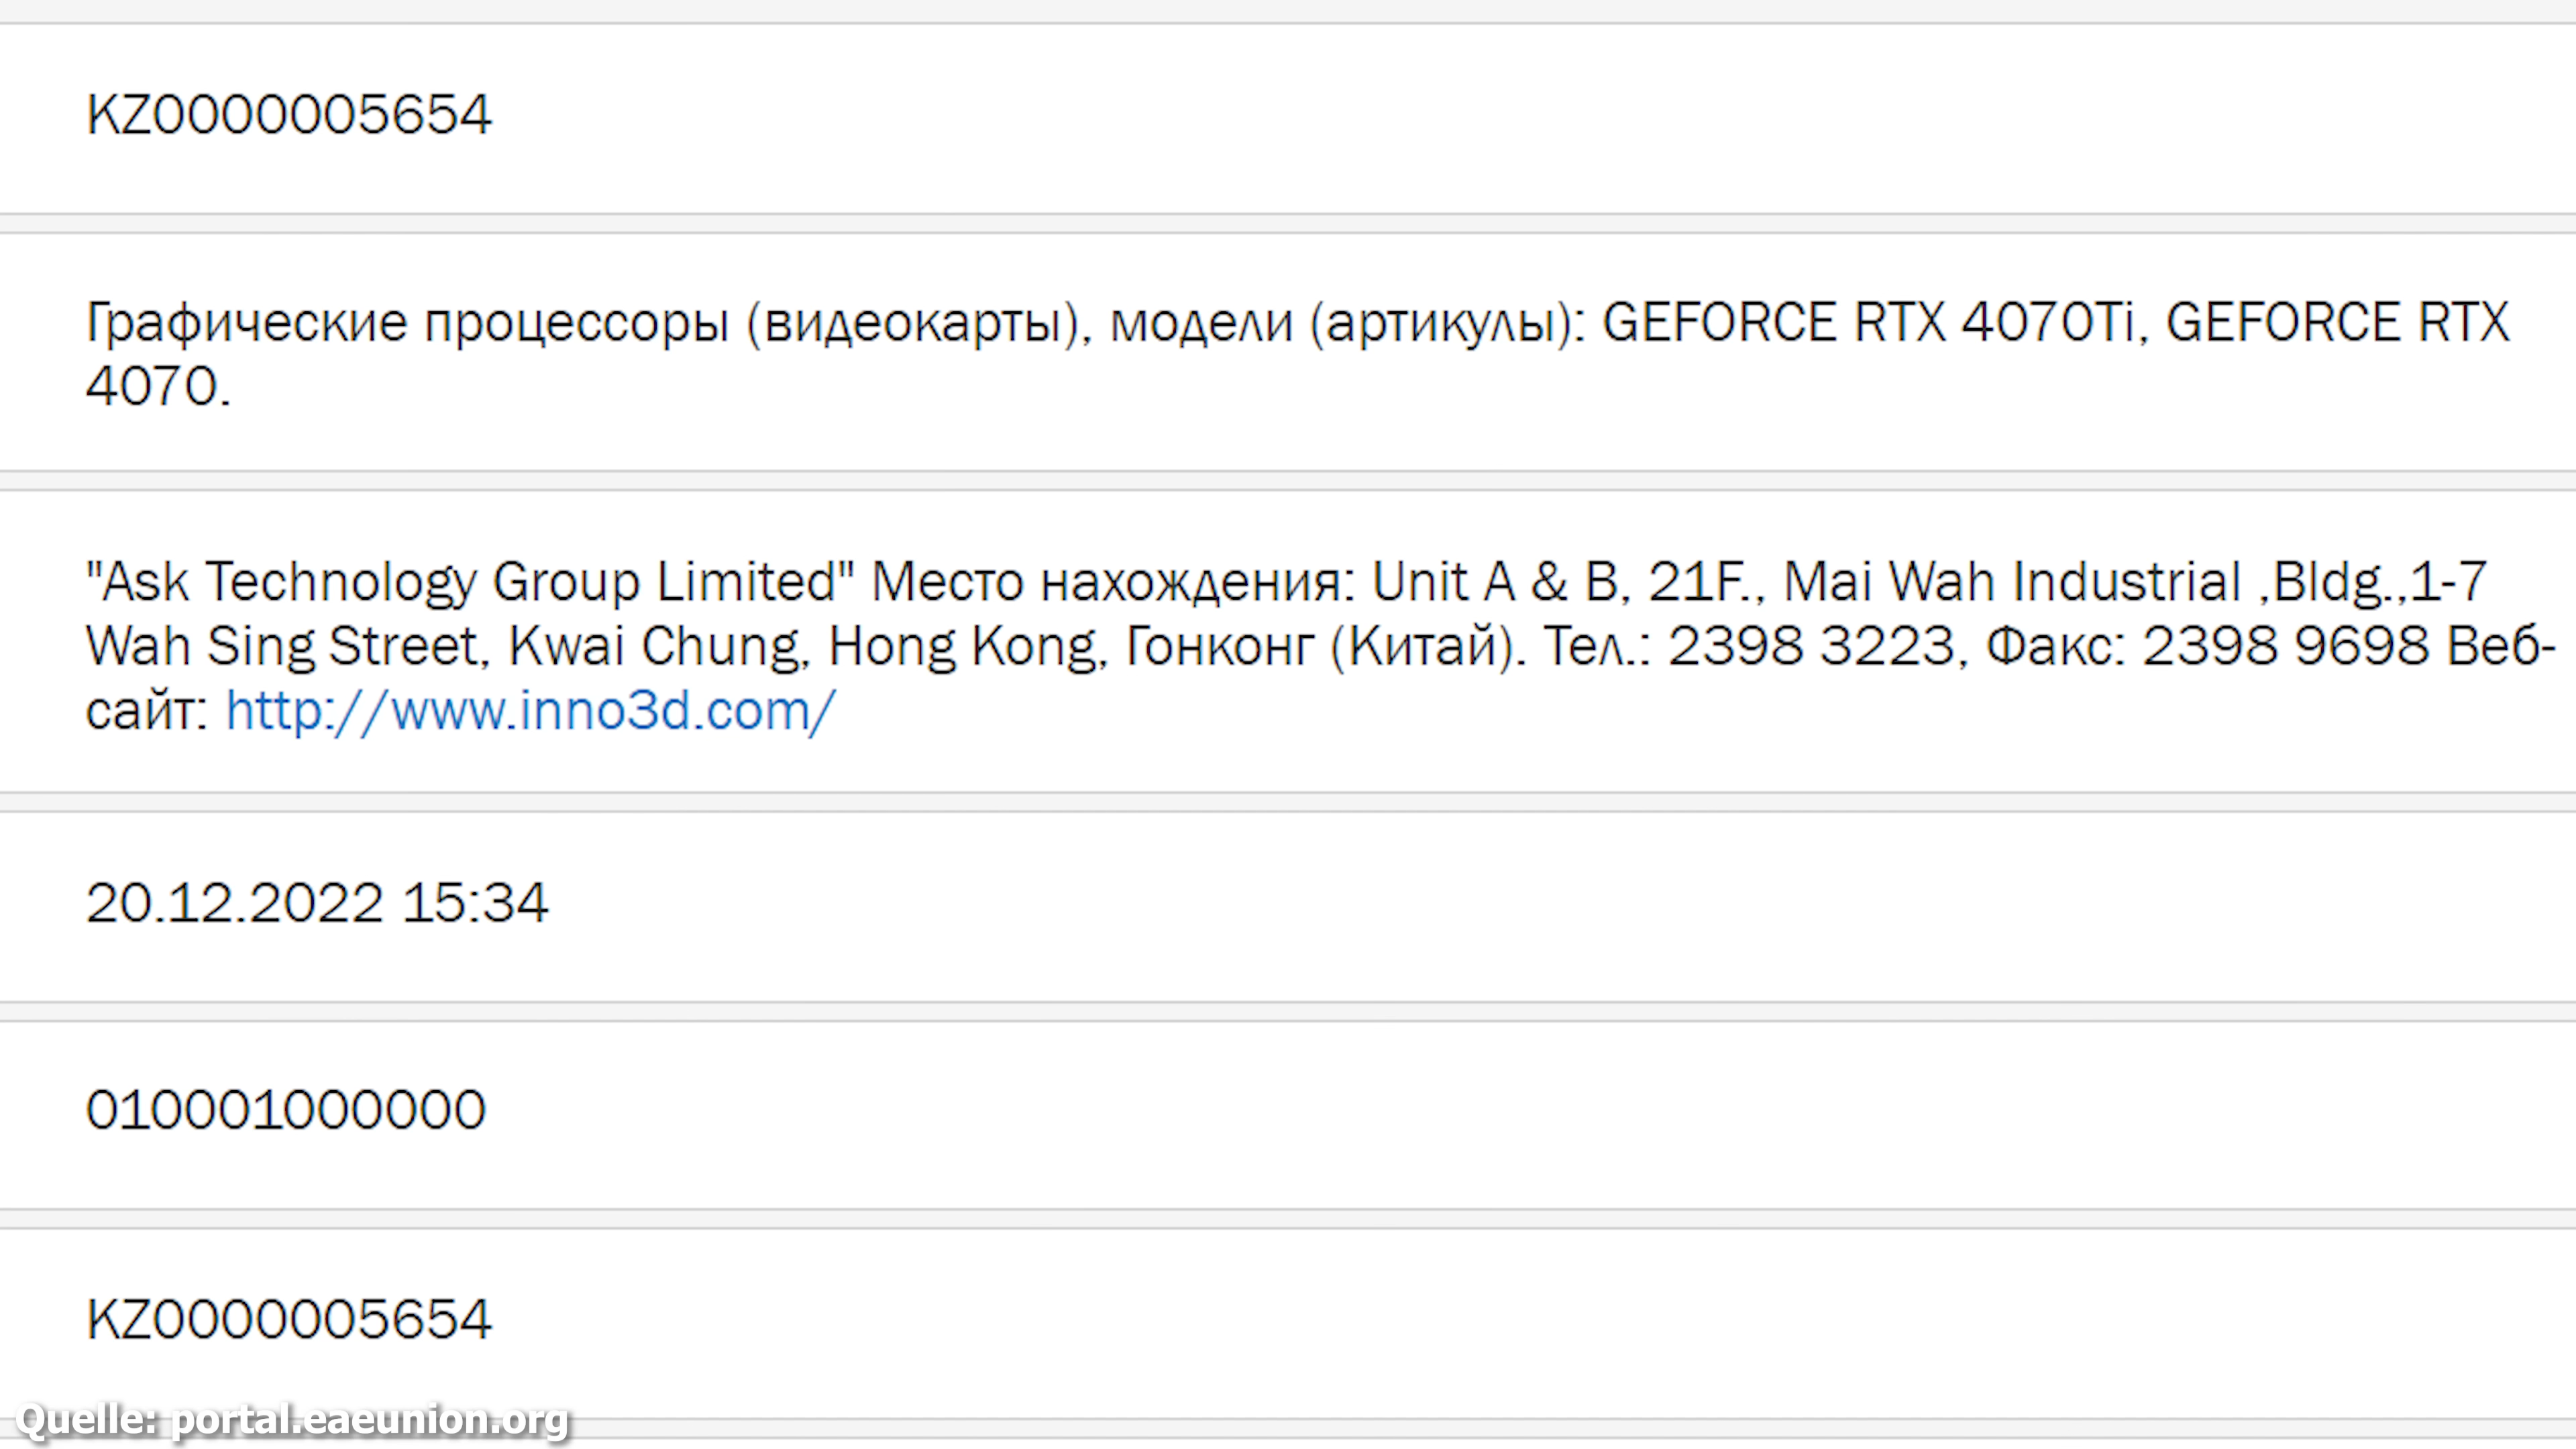 KZ0000005654
Графические процессоры (видеокарты), модели (артикулы): GEFORCE RTX 4070Ti, GEFORCE RTX
4070.
"Ask Technology Group Limited" Место нахождения: Unit A & B, 21F., Mai Wah Industrial ,Bldg.,1-7
Wah Sing Street, Kwai Chung, Hong Kong, Гонконг (Китай). Тел.: 2398 3223, Факс: 2398 9698 Веб-
сайт: http://www.inno3d.com/
20.12.2022 15:34
010001000000
KZ0000005654
Quelle: portal.eaeunion.org